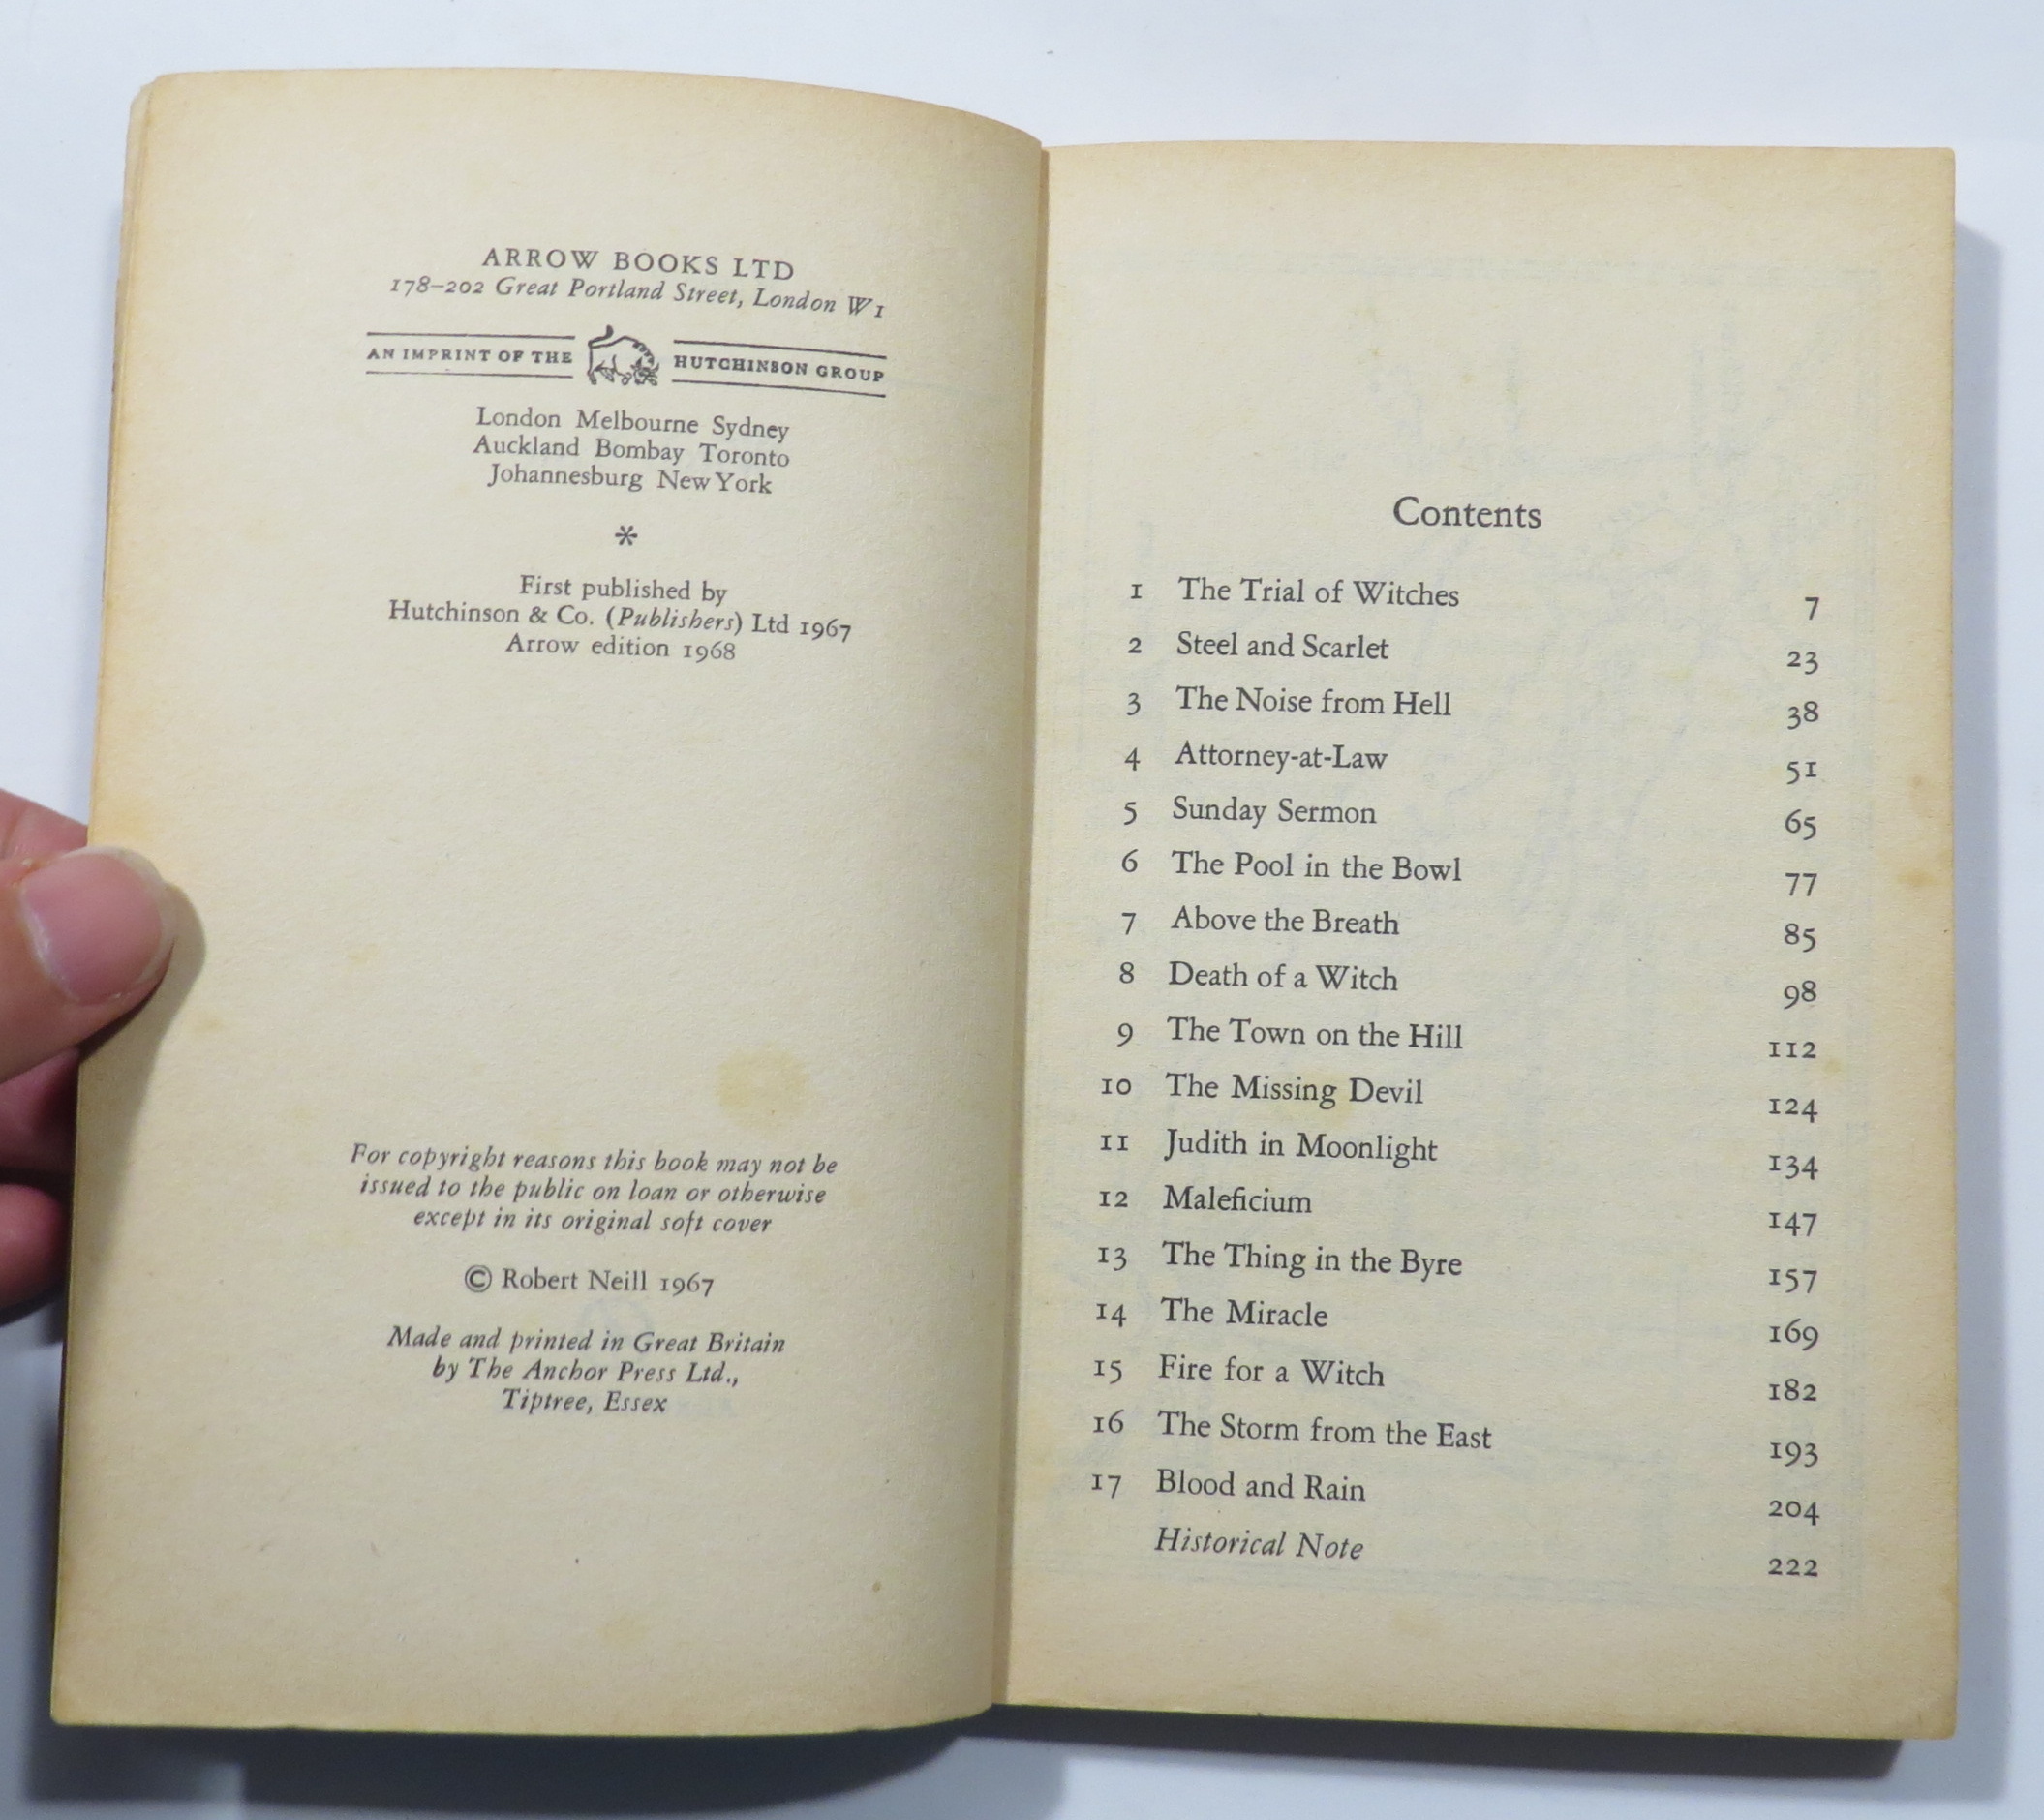 ARROW BOOKS LTD
178–202 Great Portland Street, London W1
AN IMPRINT OF THE HUTCHINSON GROUP
London Melbourne Sydney
Auckland Bombay Toronto
Johannesburg New York
*
First published by
Hutchinson & Co. (Publishers) Ltd 1967
Arrow edition 1968
For copyright reasons this book may not be
issued to the public on loan or otherwise
except in its original soft cover
© Robert Neill 1967
Made and printed in Great Britain
by The Anchor Press Ltd.,
Tiptree, Essex
Contents
1 The Trial of Witches 7
2 Steel and Scarlet 23
3 The Noise from Hell 38
4 Attorney-at-Law 51
5 Sunday Sermon 65
6 The Pool in the Bowl 77
7 Above the Breath 85
8 Death of a Witch 98
9 The Town on the Hill 112
10 The Missing Devil 124
11 Judith in Moonlight 134
12 Maleficium 147
13 The Thing in the Byre 157
14 The Miracle 169
15 Fire for a Witch 182
16 The Storm from the East 193
17 Blood and Rain 204
Historical Note 222